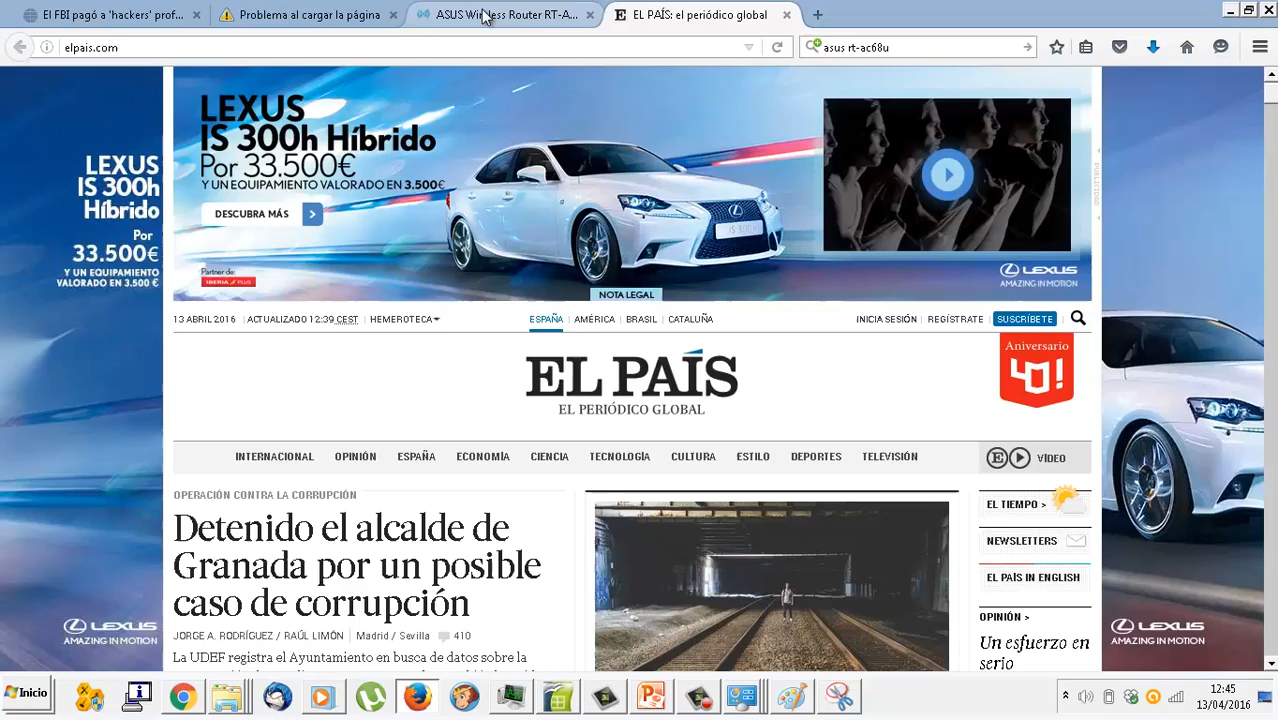 El FBI pagó a 'hackers' prof...
Problema al cargar la página
ASUS Wireless Router RT-A...
EL PAÍS: el periódico global
elpais.com
asus rt-ac68u
LEXUS
IS 300h Híbrido
Por 33.500€
Y UN EQUIPAMIENTO VALORADO EN 3.500€
DESCUBRA MÁS
Partner de:
IBERIA PLUS
NOTA LEGAL
LEXUS
AMAZING IN MOTION
PUBLICIDAD
LEXUS
IS 300h
Híbrido
Por
33.500€
Y UN EQUIPAMIENTO
VALORADO EN 3.500 €
LEXUS
AMAZING IN MOTION
13 ABRIL 2016
ACTUALIZADO 12:39 CEST
HEMEROTECA
ESPAÑA
AMÉRICA
BRASIL
CATALUÑA
INICIA SESIÓN
REGÍSTRATE
SUSCRÍBETE
EL PAÍS
EL PERIÓDICO GLOBAL
Aniversario
40!
INTERNACIONAL
OPINIÓN
ESPAÑA
ECONOMÍA
CIENCIA
TECNOLOGÍA
CULTURA
ESTILO
DEPORTES
TELEVISIÓN
E
VÍDEO
OPERACIÓN CONTRA LA CORRUPCIÓN
Detenido el alcalde de
Granada por un posible
caso de corrupción
JORGE A. RODRÍGUEZ / RAÚL LIMÓN
Madrid / Sevilla
410
La UDEF registra el Ayuntamiento en busca de datos sobre la
EL TIEMPO >
NEWSLETTERS
EL PAÍS IN ENGLISH
OPINIÓN >
Un esfuerzo en
serio
LEXUS
AMAZING IN MOTION
Inicio
12:45
13/04/2016